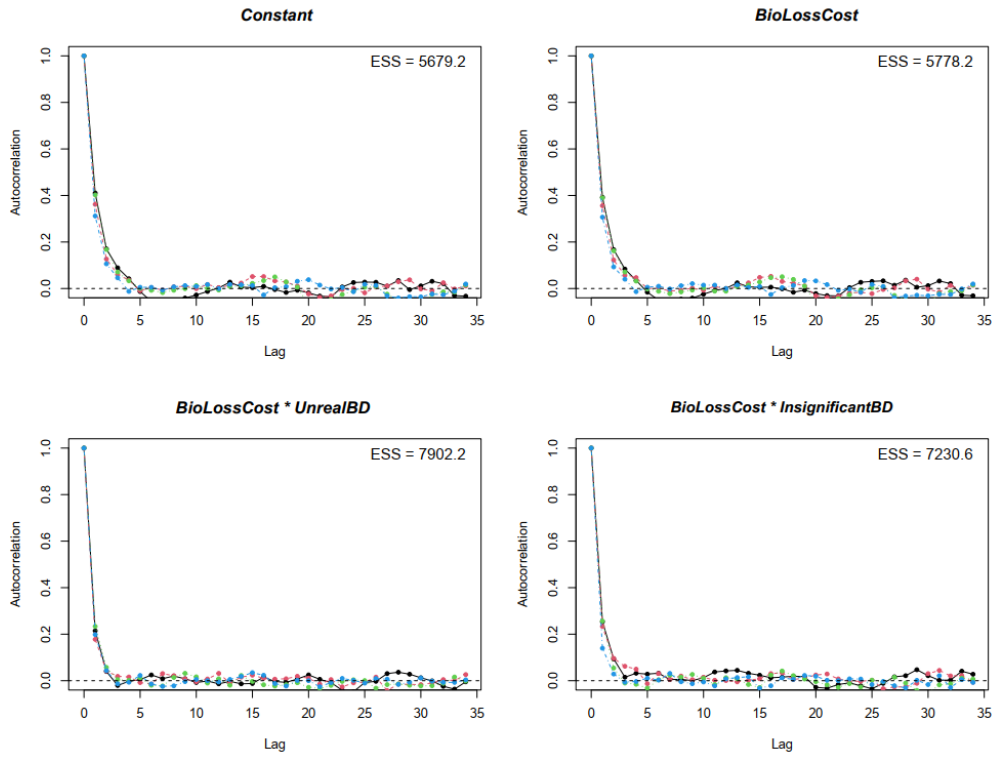 Constant
ESS = 5679.2
Autocorrelation
0.0 0.2 0.4 0.6 0.8 1.0
0 5 10 15 20 25 30 35
Lag
BioLossCost
ESS = 5778.2
Autocorrelation
0.0 0.2 0.4 0.6 0.8 1.0
0 5 10 15 20 25 30 35
Lag
BioLossCost * UnrealBD
ESS = 7902.2
Autocorrelation
0.0 0.2 0.4 0.6 0.8 1.0
0 5 10 15 20 25 30 35
Lag
BioLossCost * InsignificantBD
ESS = 7230.6
Autocorrelation
0.0 0.2 0.4 0.6 0.8 1.0
0 5 10 15 20 25 30 35
Lag